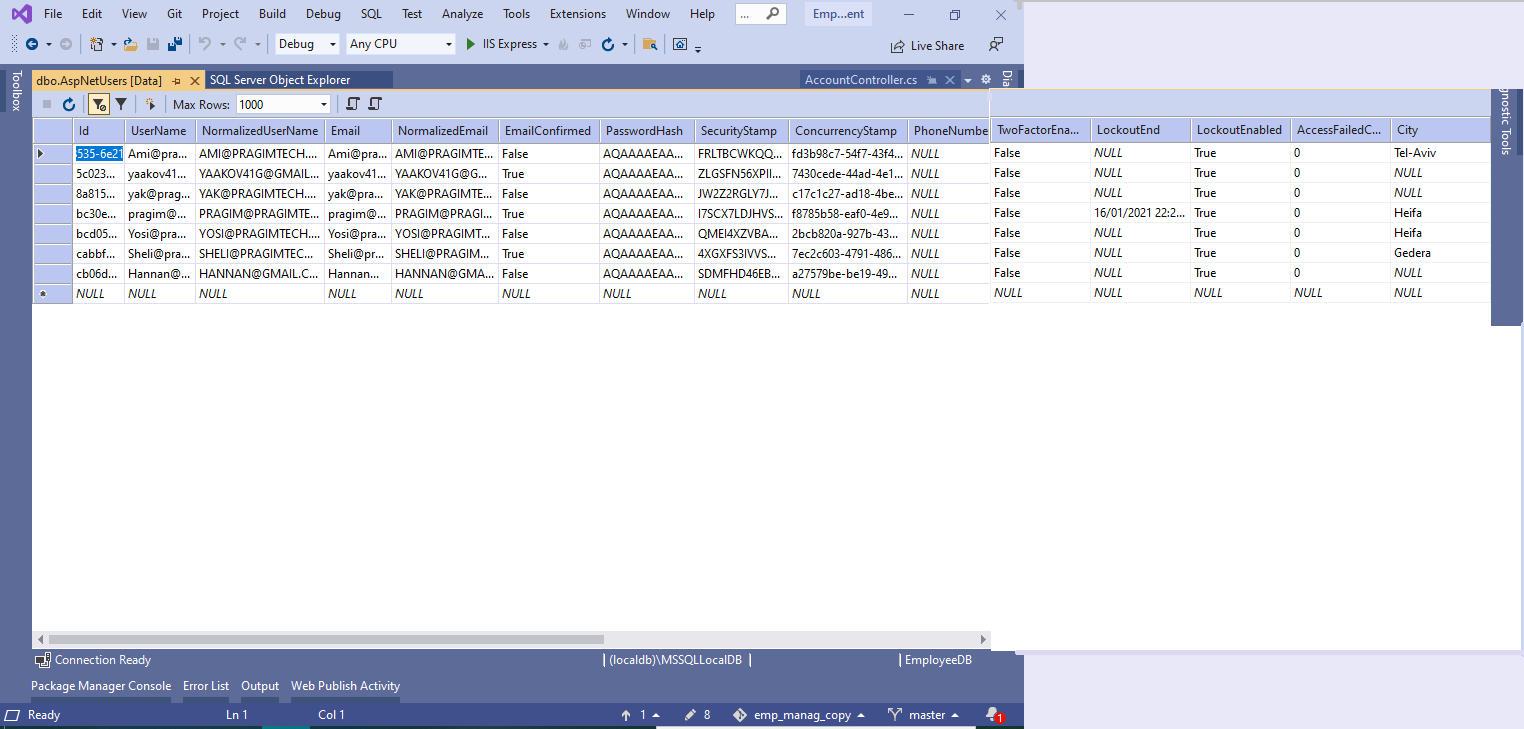 File Edit View Git Project Build Debug SQL Test Analyze Tools Extensions Window Help ... Emp...ent
Debug Any CPU IIS Express Live Share
Toolbox
dbo.AspNetUsers [Data] SQL Server Object Explorer AccountController.cs
Max Rows: 1000
Id UserName NormalizedUserName Email NormalizedEmail EmailConfirmed PasswordHash SecurityStamp ConcurrencyStamp PhoneNumbe TwoFactorEna... LockoutEnd LockoutEnabled AccessFailedC... City
535-6e21 Ami@pra... AMI@PRAGIMTECH.... Ami@pra... AMI@PRAGIMTE... False AQAAAAEAA... FRLTBCWKQQ... fd3b98c7-54f7-43f4... NULL False NULL True 0 Tel-Aviv
5c023... yaakov41... YAAKOV41G@GMAIL... yaakov41... YAAKOV41G@G... True AQAAAAEAA... ZLGSFN56XPII... 7430cede-44ad-4e1... NULL False NULL True 0 NULL
8a815... yak@prag... YAK@PRAGIMTECH.... yak@prag... YAK@PRAGIMTE... False AQAAAAEAA... JW2Z2RGLY7J... c17c1c27-ad18-4be... NULL False NULL True 0 NULL
bc30e... pragim@... PRAGIM@PRAGIMTE... pragim@... PRAGIM@PRAGI... True AQAAAAEAA... I7SCX7LDJHVS... f8785b58-eaf0-4e9... NULL False 16/01/2021 22:2... True 0 Heifa
bcd05... Yosi@pra... YOSI@PRAGIMTECH.... Yosi@pra... YOSI@PRAGIMT... False AQAAAAEAA... QMEI4XZVBA... 2bcb820a-927b-43... NULL False NULL True 0 Heifa
cabbf... Sheli@pra... SHELI@PRAGIMTEC... Sheli@pr... SHELI@PRAGIM... True AQAAAAEAA... 4XGXFS3IVVS... 7ec2c603-4791-486... NULL False NULL True 0 Gedera
cb06d... Hannan@... HANNAN@GMAIL.C... Hannan... HANNAN@GMA... False AQAAAAEAA... SDMFHD46EB... a27579be-be19-49... NULL False NULL True 0 NULL
NULL NULL NULL NULL NULL NULL NULL NULL NULL NULL NULL NULL NULL NULL NULL
Dia
gnostic Tools
Connection Ready (localdb)\MSSQLLocalDB EmployeeDB
Package Manager Console Error List Output Web Publish Activity
Ready Ln 1 Col 1 1 8 emp_manag_copy master 1